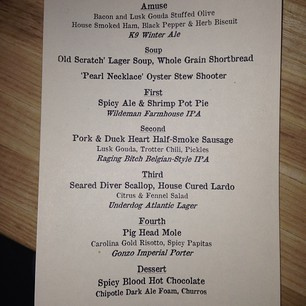 Amuse
Bacon and Lusk Gouda Stuffed Olive
House Smoked Ham, Black Pepper & Herb Biscuit
K9 Winter Ale
Soup
Old Scratch' Lager Soup, Whole Grain Shortbread
'Pearl Necklace' Oyster Stew Shooter
First
Spicy Ale & Shrimp Pot Pie
Wildeman Farmhouse IPA
Second
Pork & Duck Heart Half-Smoke Sausage
Lusk Gouda, Trotter Chili, Pickles
Raging Bitch Belgian-Style IPA
Third
Seared Diver Scallop, House Cured Lardo
Citrus & Fennel Salad
Underdog Atlantic Lager
Fourth
Pig Head Mole
Carolina Gold Risotto, Spicy Papitas
Gonzo Imperial Porter
Dessert
Spicy Blood Hot Chocolate
Chipotle Dark Ale Foam, Churros